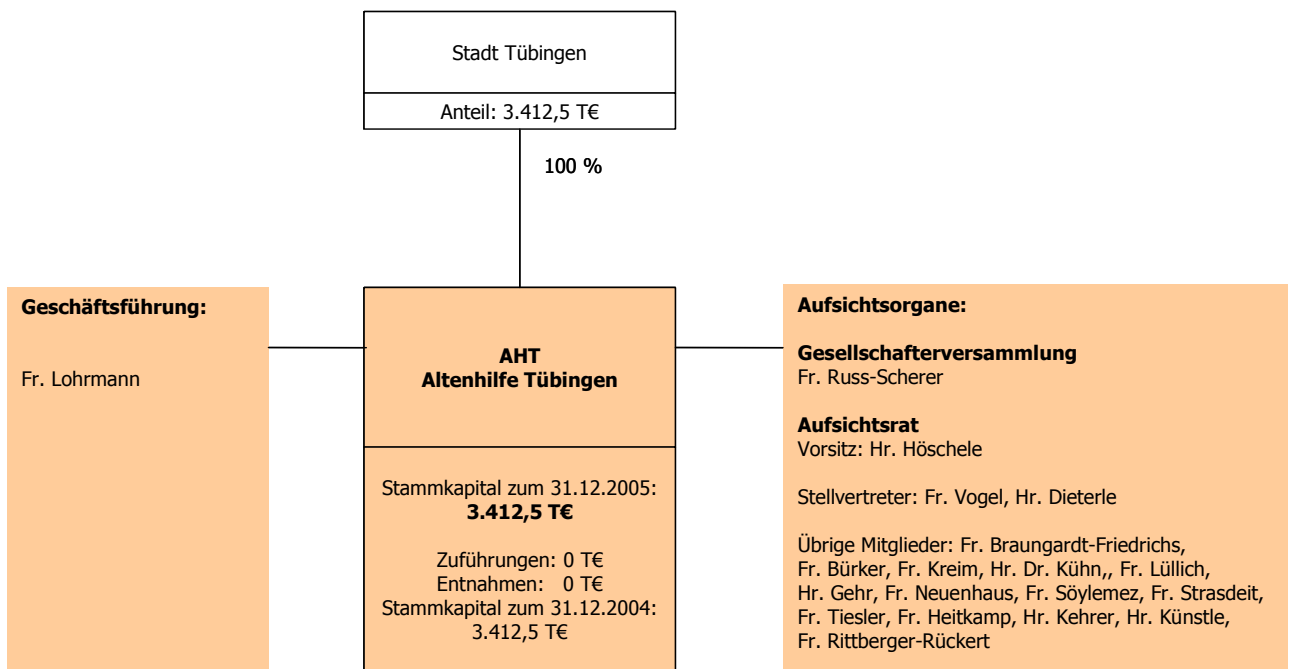 Stadt Tübingen
Anteil: 3.412,5 T€
100 %
Geschäftsführung:
Fr. Lohrmann
AHT
Altenhilfe Tübingen
Stammkapital zum 31.12.2005:
3.412,5 T€
Zuführungen: 0 T€
Entnahmen: 0 T€
Stammkapital zum 31.12.2004:
3.412,5 T€
Aufsichtsorgane:
Gesellschafterversammlung
Fr. Russ-Scherer
Aufsichtsrat
Vorsitz: Hr. Höschele
Stellvertreter: Fr. Vogel, Hr. Dieterle
Übrige Mitglieder: Fr. Braungardt-Friedrichs,
Fr. Bürker, Fr. Kreim, Hr. Dr. Kühn,, Fr. Lüllich,
Hr. Gehr, Fr. Neuenhaus, Fr. Söylemez, Fr. Strasdeit,
Fr. Tiesler, Fr. Heitkamp, Hr. Kehrer, Hr. Künstle,
Fr. Rittberger-Rückert